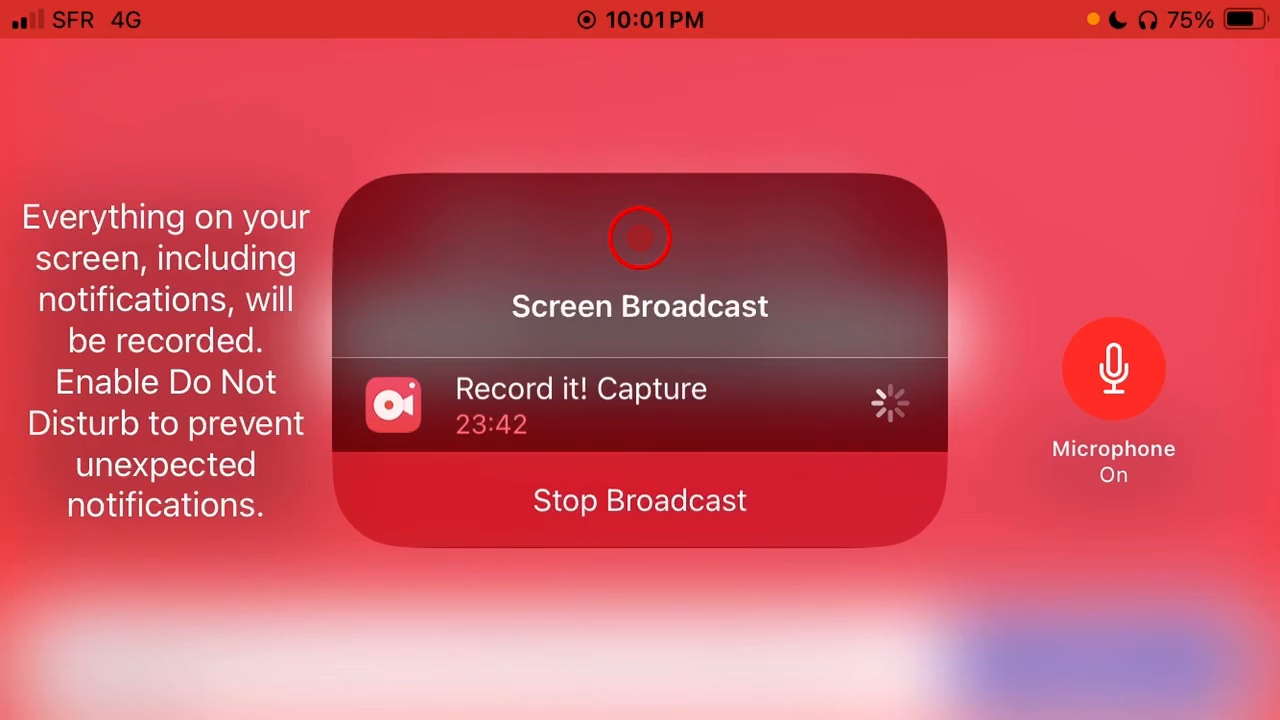 SFR 4G 10:01 PM 75%
Everything on your
screen, including
notifications, will
be recorded.
Enable Do Not
Disturb to prevent
unexpected
notifications.
Screen Broadcast
Record it! Capture
23:42
Stop Broadcast
Microphone
On